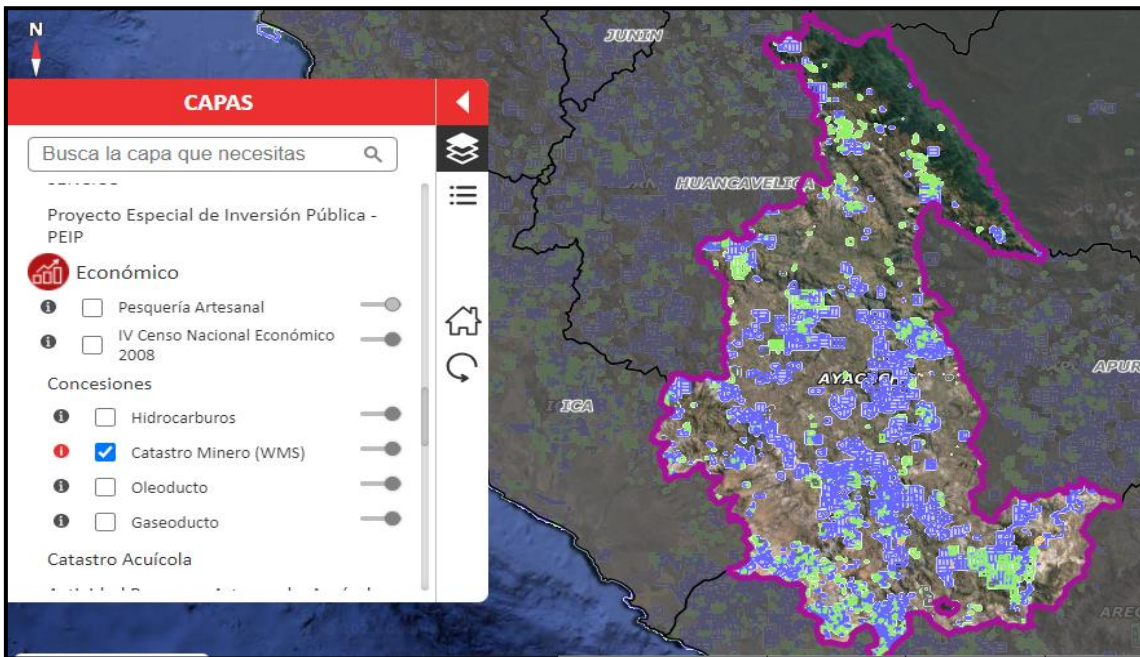 N
CAPAS
Busca la capa que necesitas
Proyecto Especial de Inversión Pública -
PEIP
Económico
Pesquería Artesanal
IV Censo Nacional Económico
2008
Concesiones
Hidrocarburos
Catastro Minero (WMS)
Oleoducto
Gaseoducto
Catastro Acuícola
JUNIN
HUANCAVELICA
ICA
APUR
AREQ